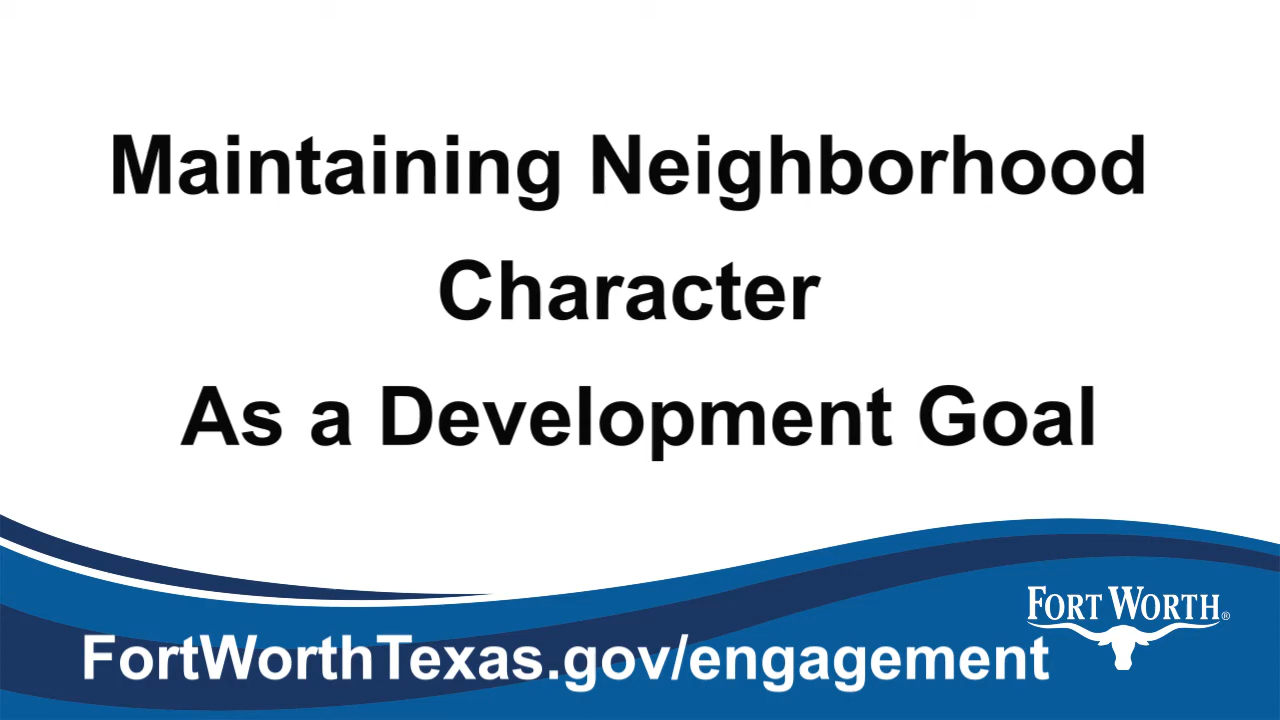 Maintaining Neighborhood
Character
As a Development Goal
FORT WORTH®
FortWorthTexas.gov/engagement